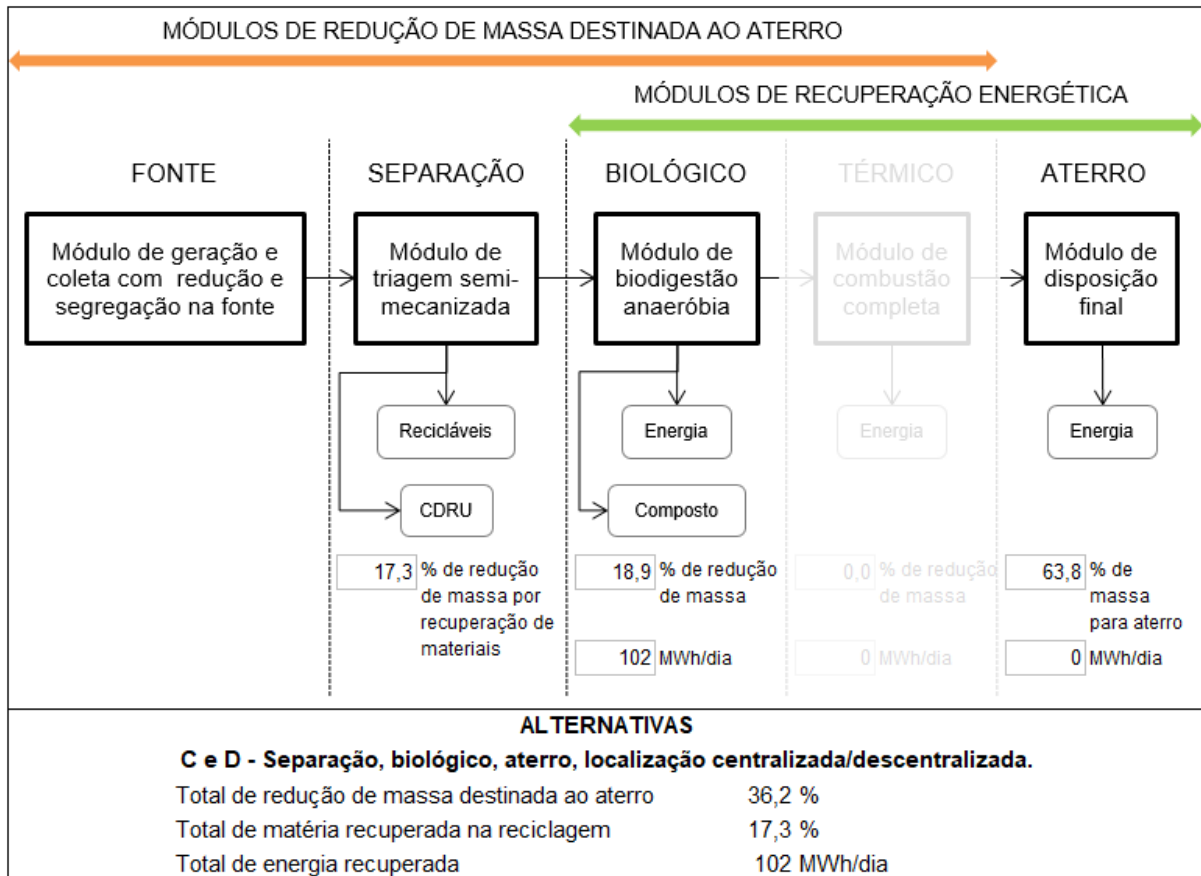 MÓDULOS DE REDUÇÃO DE MASSA DESTINADA AO ATERRO
MÓDULOS DE RECUPERAÇÃO ENERGÉTICA
FONTE
SEPARAÇÃO
BIOLÓGICO
TÉRMICO
ATERRO
Módulo de geração e
coleta com redução e
segregação na fonte
Módulo de
triagem semi-
mecanizada
Módulo de
biodigestão
anaeróbia
Módulo de
combustão
completa
Módulo de
disposição
final
Recicláveis
Energia
Energia
Energia
CDRU
Composto
17,3 % de redução
de massa por
recuperação de
materiais
18,9 % de redução
de massa
0,0 % de redução
de massa
63,8 % de
massa
para aterro
102 MWh/dia
0 MWh/dia
0 MWh/dia
ALTERNATIVAS
C e D - Separação, biológico, aterro, localização centralizada/descentralizada.
Total de redução de massa destinada ao aterro 36,2 %
Total de matéria recuperada na reciclagem 17,3 %
Total de energia recuperada 102 MWh/dia